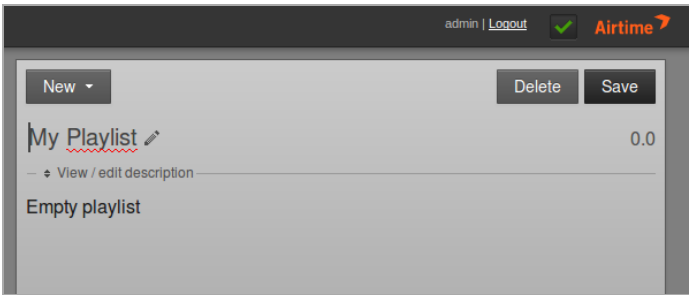 admin | Logout Airtime
New Delete Save
My Playlist 0.0
View / edit description
Empty playlist